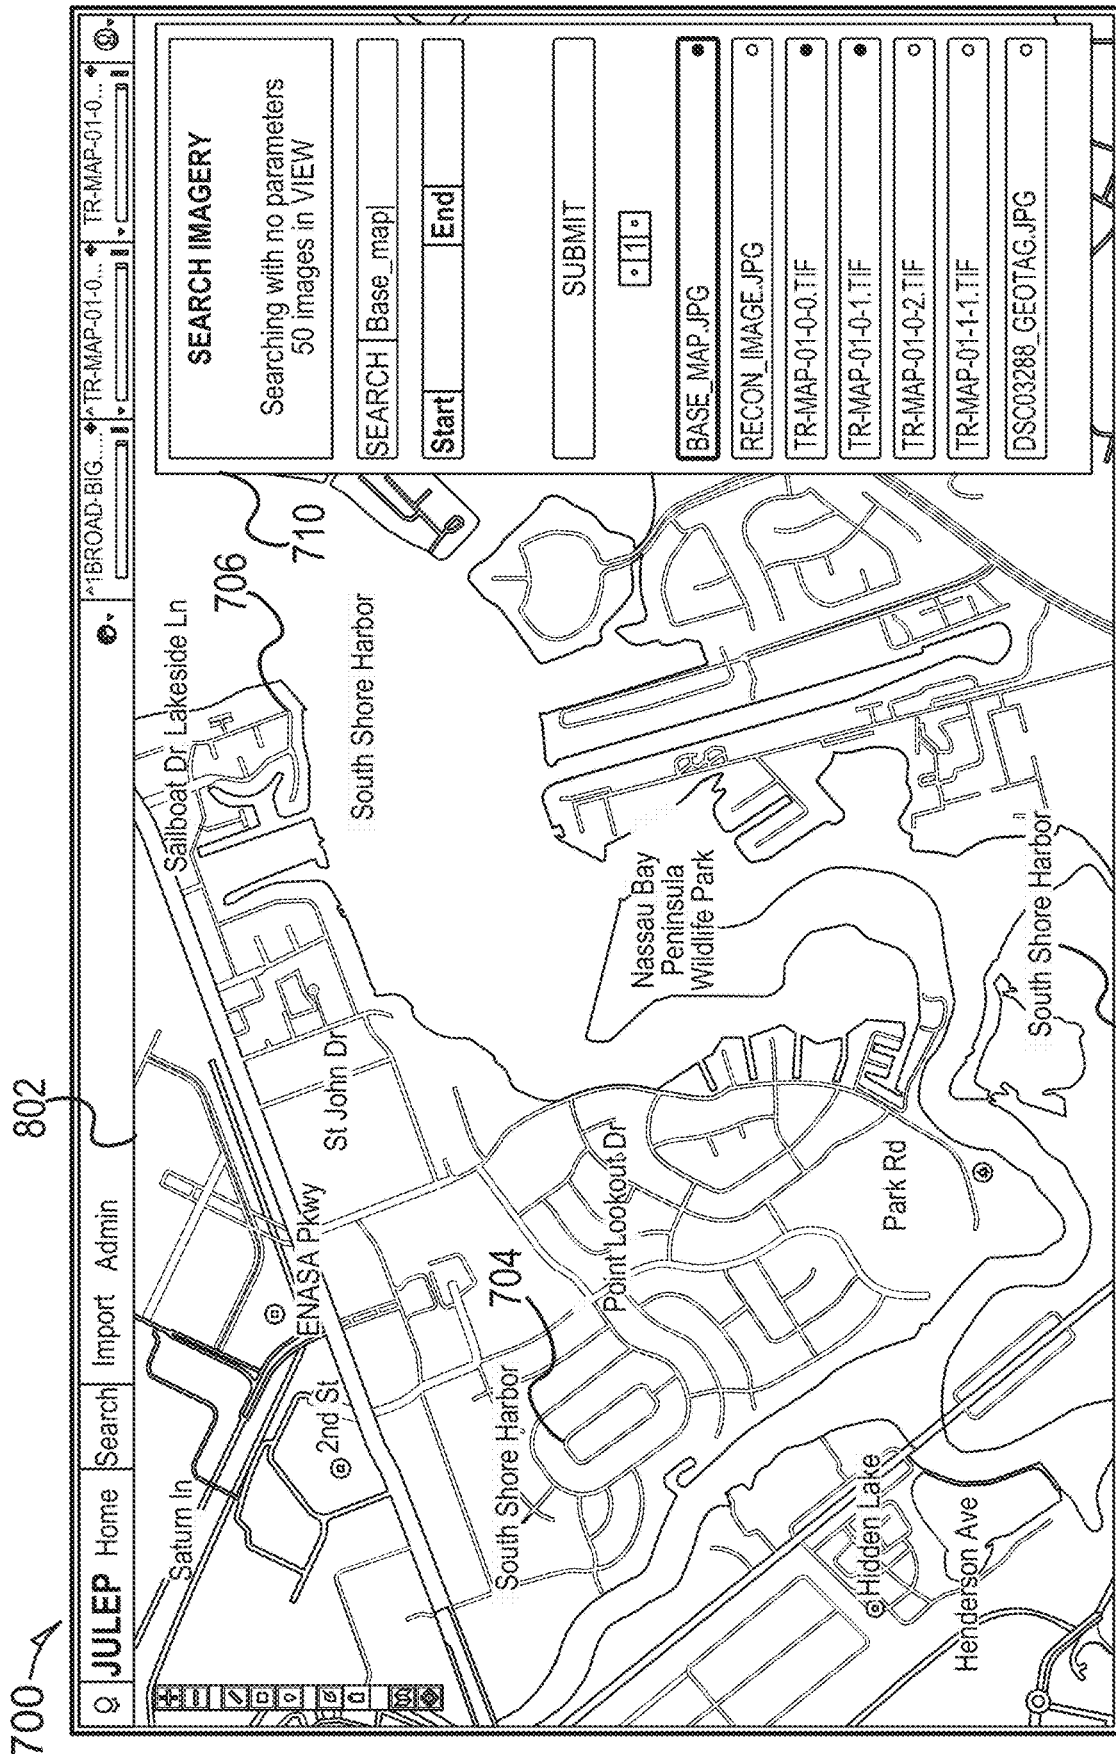 700
802
JULEP Home Search Import Admin
^1BROAD-BIG...
^TR-MAP-01-0...
TR-MAP-01-0...
Saturn ln
2nd St
ENASA Pkwy
St John Dr
Sailboat Dr Lakeside Ln
706
710
South Shore Harbor
South Shore Harbor
704
Point Lookout Dr
Nassau Bay
Peninsula
Wildlife Park
Park Rd
Hidden Lake
Henderson Ave
South Shore Harbor
SEARCH IMAGERY
Searching with no parameters
50 images in VIEW
SEARCH Base_map|
Start End
SUBMIT
1
BASE_MAP.JPG
RECON_IMAGE.JPG
TR-MAP-01-0-0.TIF
TR-MAP-01-0-1.TIF
TR-MAP-01-0-2.TIF
TR-MAP-01-1-1.TIF
DSC03288_GEOTAG.JPG